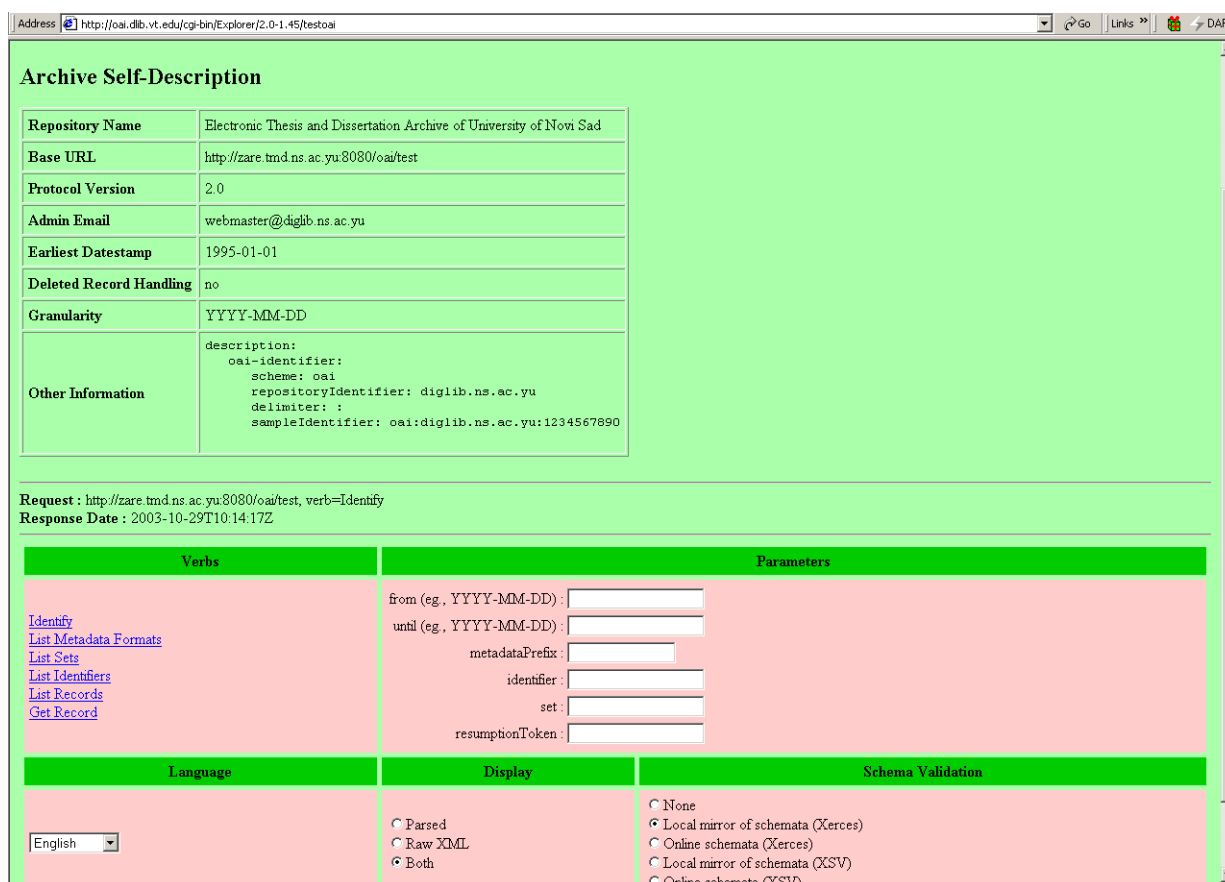 Address http://oai.dlib.vt.edu/cgi-bin/Explorer/2.0-1.45/testoai Go Links » DAF
Archive Self-Description
Repository Name Electronic Thesis and Dissertation Archive of University of Novi Sad
Base URL http://zare.tmd.ns.ac.yu:8080/oai/test
Protocol Version 2.0
Admin Email webmaster@diglib.ns.ac.yu
Earliest Datestamp 1995-01-01
Deleted Record Handling no
Granularity YYYY-MM-DD
Other Information
description:
oai-identifier:
scheme: oai
repositoryIdentifier: diglib.ns.ac.yu
delimiter: :
sampleIdentifier: oai:diglib.ns.ac.yu:1234567890
Request : http://zare.tmd.ns.ac.yu:8080/oai/test, verb=Identify
Response Date : 2003-10-29T10:14:17Z
Verbs Parameters
Identify
List Metadata Formats
List Sets
List Identifiers
List Records
Get Record
from (eg., YYYY-MM-DD) :
until (eg., YYYY-MM-DD) :
metadataPrefix :
identifier :
set :
resumptionToken :
Language Display Schema Validation
English
Parsed
Raw XML
Both
None
Local mirror of schemata (Xerces)
Online schemata (Xerces)
Local mirror of schemata (XSV)
Online schemata (XSV)